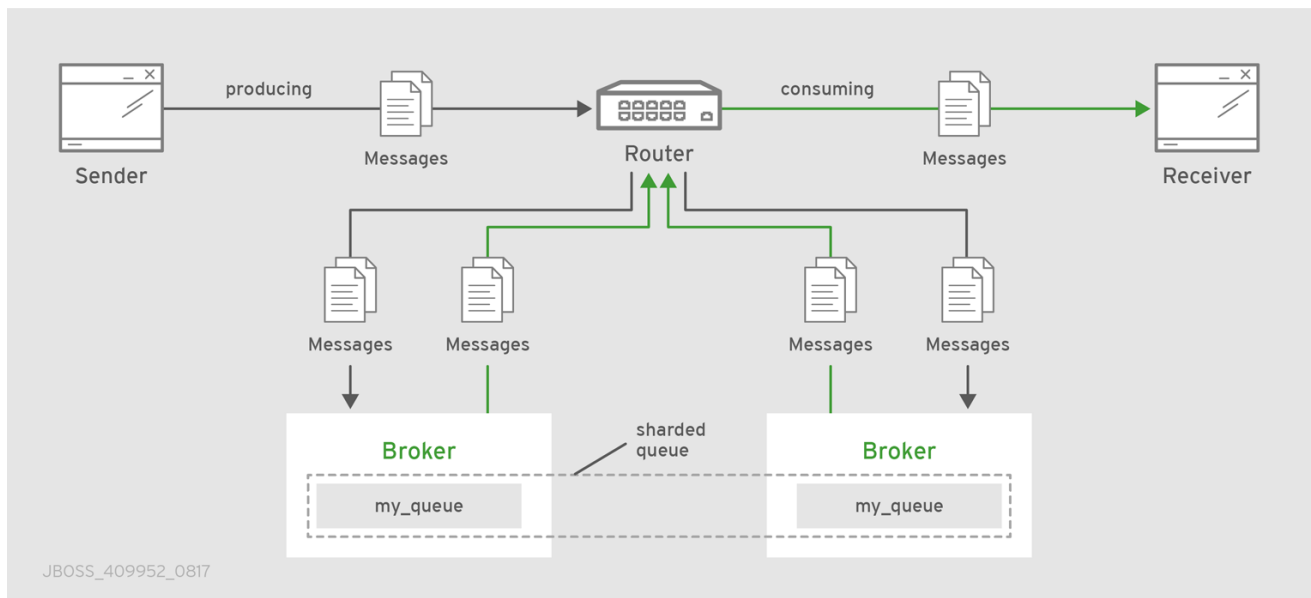 producing
consuming
Messages
Messages
Sender
Router
Receiver
Messages
Messages
Messages
Messages
Broker
sharded
queue
Broker
my_queue
my_queue
JBOSS_409952_0817